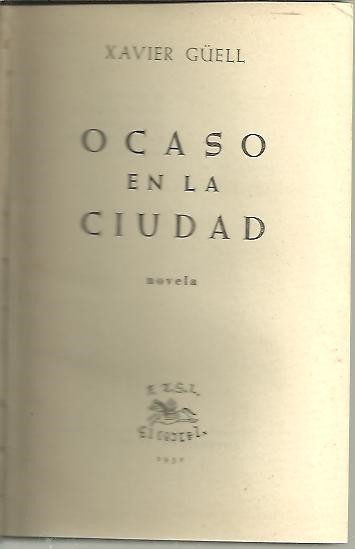 XAVIER GÜELL
OCASO
EN LA
CIUDAD
novela